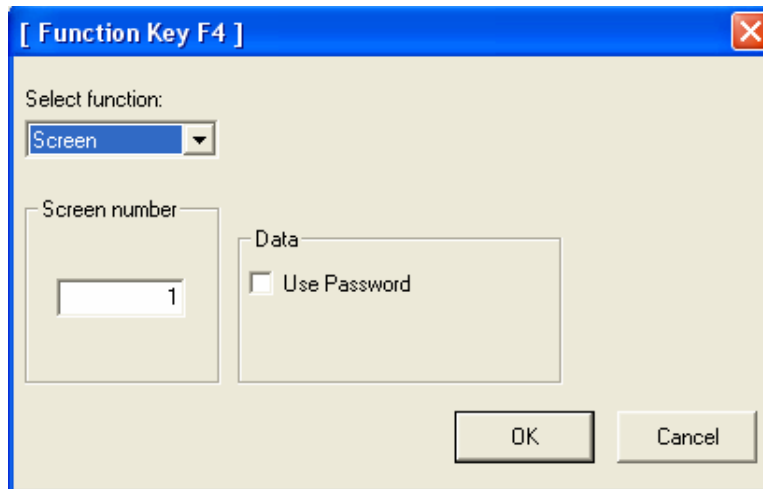 [ Function Key F4 ]
Select function:
Screen
Screen number
1
Data
Use Password
OK
Cancel